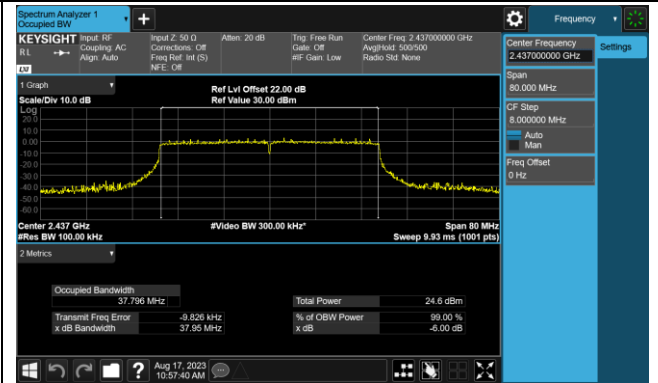 Spectrum Analyzer 1
Occupied BW
+
Frequency
KEYSIGHT
RL
Input: RF
Coupling: AC
Align: Auto
Input Z: 50 Ω
Corrections: Off
Freq Ref: Int (S)
NFE: Off
Atten: 20 dB
Trig: Free Run
Gate: Off
#IF Gain: Low
Center Freq: 2.437000000 GHz
Avg|Hold: 500/500
Radio Std: None
Center Frequency
2.437000000 GHz
Settings
Span
80.000 MHz
CF Step
8.000000 MHz
Auto
Man
Freq Offset
0 Hz
1 Graph
Scale/Div 10.0 dB
Ref Lvl Offset 22.00 dB
Ref Value 30.00 dBm
Log
20.0
10.0
0.00
-10.0
-20.0
-30.0
-40.0
-50.0
-60.0
Center 2.437 GHz
#Video BW 300.00 kHz*
Span 80 MHz
#Res BW 100.00 kHz
Sweep 9.93 ms (1001 pts)
2 Metrics
Occupied Bandwidth
37.796 MHz
Total Power
24.6 dBm
Transmit Freq Error
-9.826 kHz
% of OBW Power
99.00 %
x dB Bandwidth
37.95 MHz
x dB
-6.00 dB
?
Aug 17, 2023
10:57:40 AM